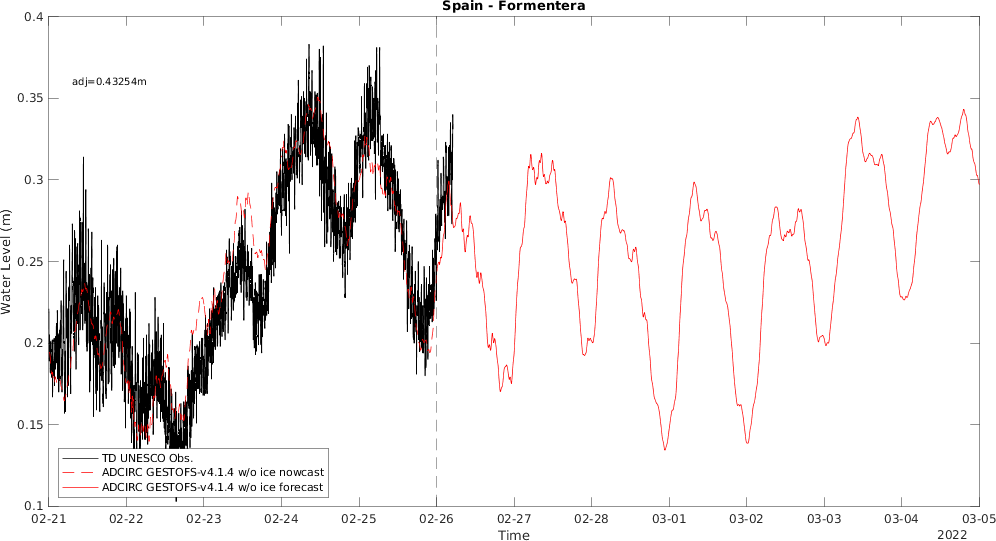 Spain - Formentera
adj=0.43254m
Water Level (m)
0.4
0.35
0.3
0.25
0.2
0.15
0.1
TD UNESCO Obs.
ADCIRC GESTOFS-v4.1.4 w/o ice nowcast
ADCIRC GESTOFS-v4.1.4 w/o ice forecast
02-21 02-22 02-23 02-24 02-25 02-26 02-27 02-28 03-01 03-02 03-03 03-04 03-05
Time
2022